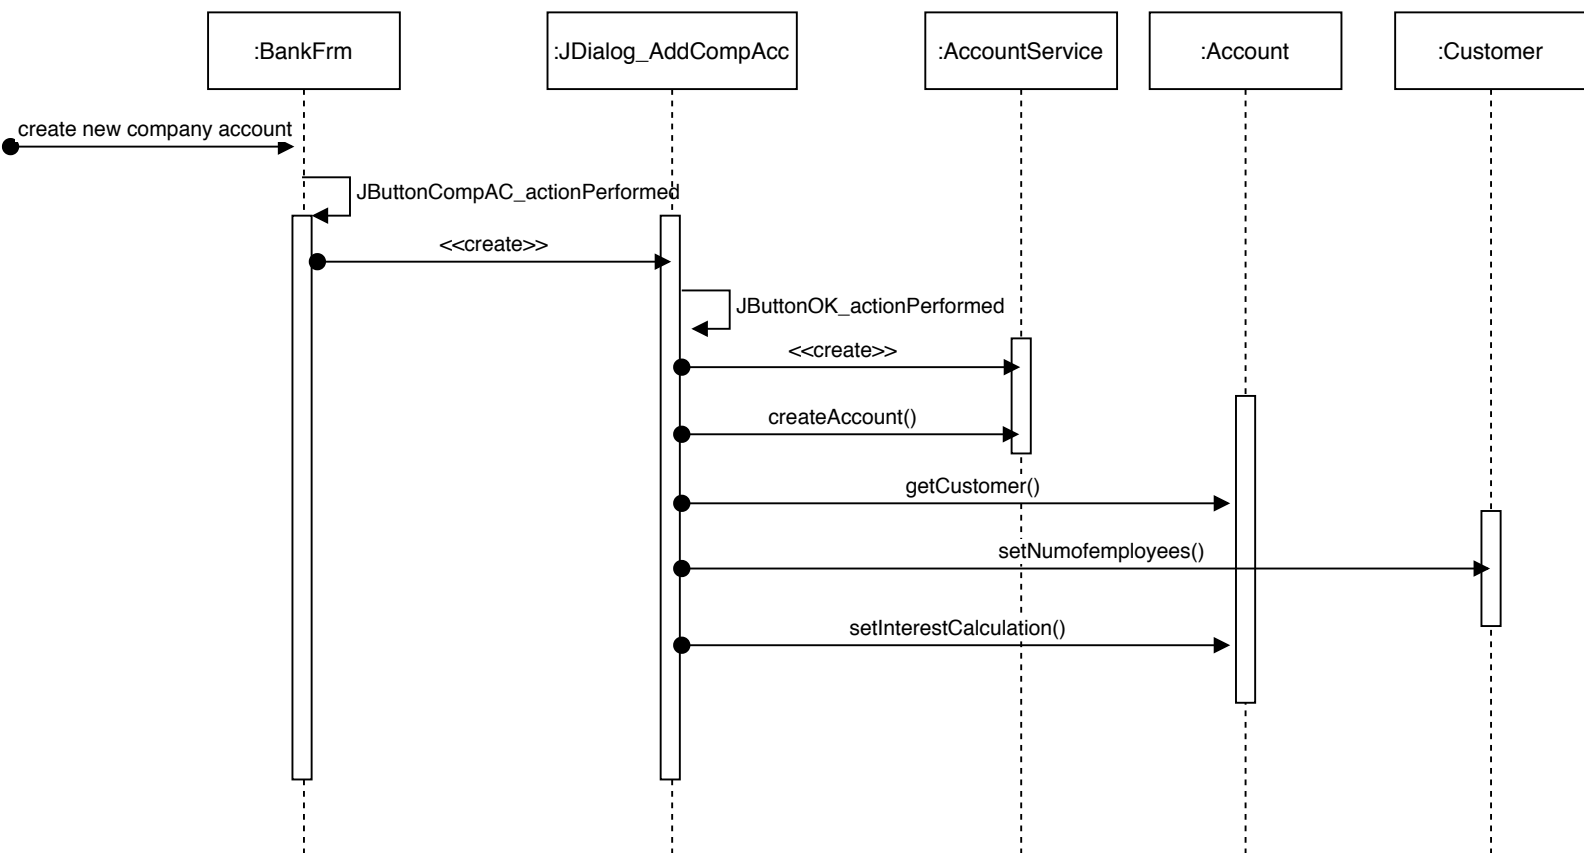 :BankFrm
:JDialog_AddCompAcc
:AccountService
:Account
:Customer
create new company account
JButtonCompAC_actionPerformed
<<create>>
JButtonOK_actionPerformed
<<create>>
createAccount()
getCustomer()
setNumofemployees()
setInterestCalculation()